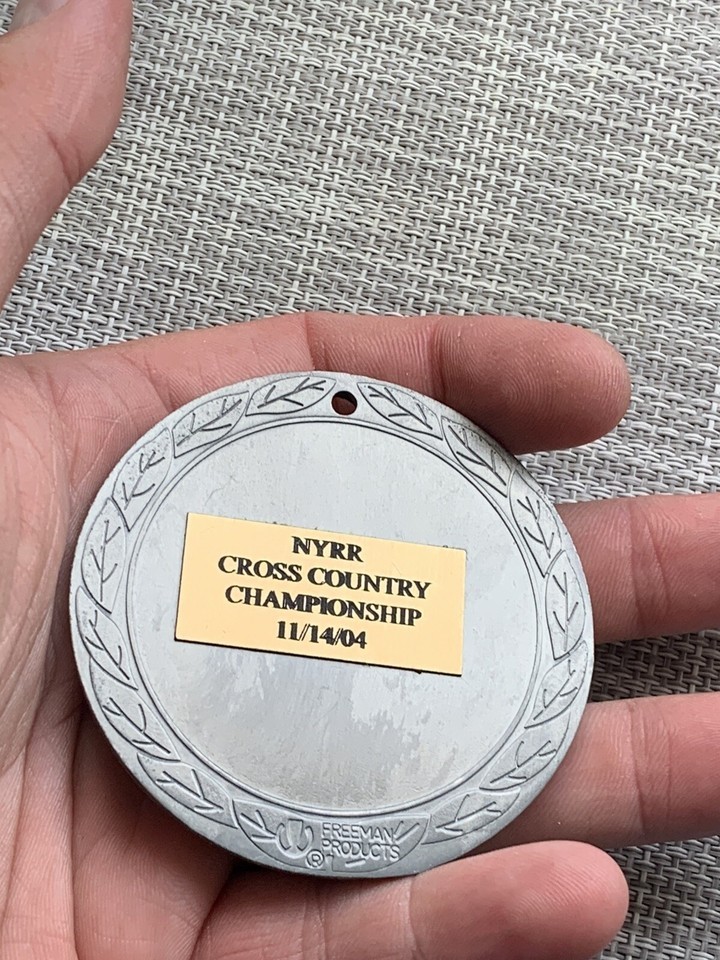 NYRR
CROSS COUNTRY
CHAMPIONSHIP
11/14/04
FREEMAN
PRODUCTS
®